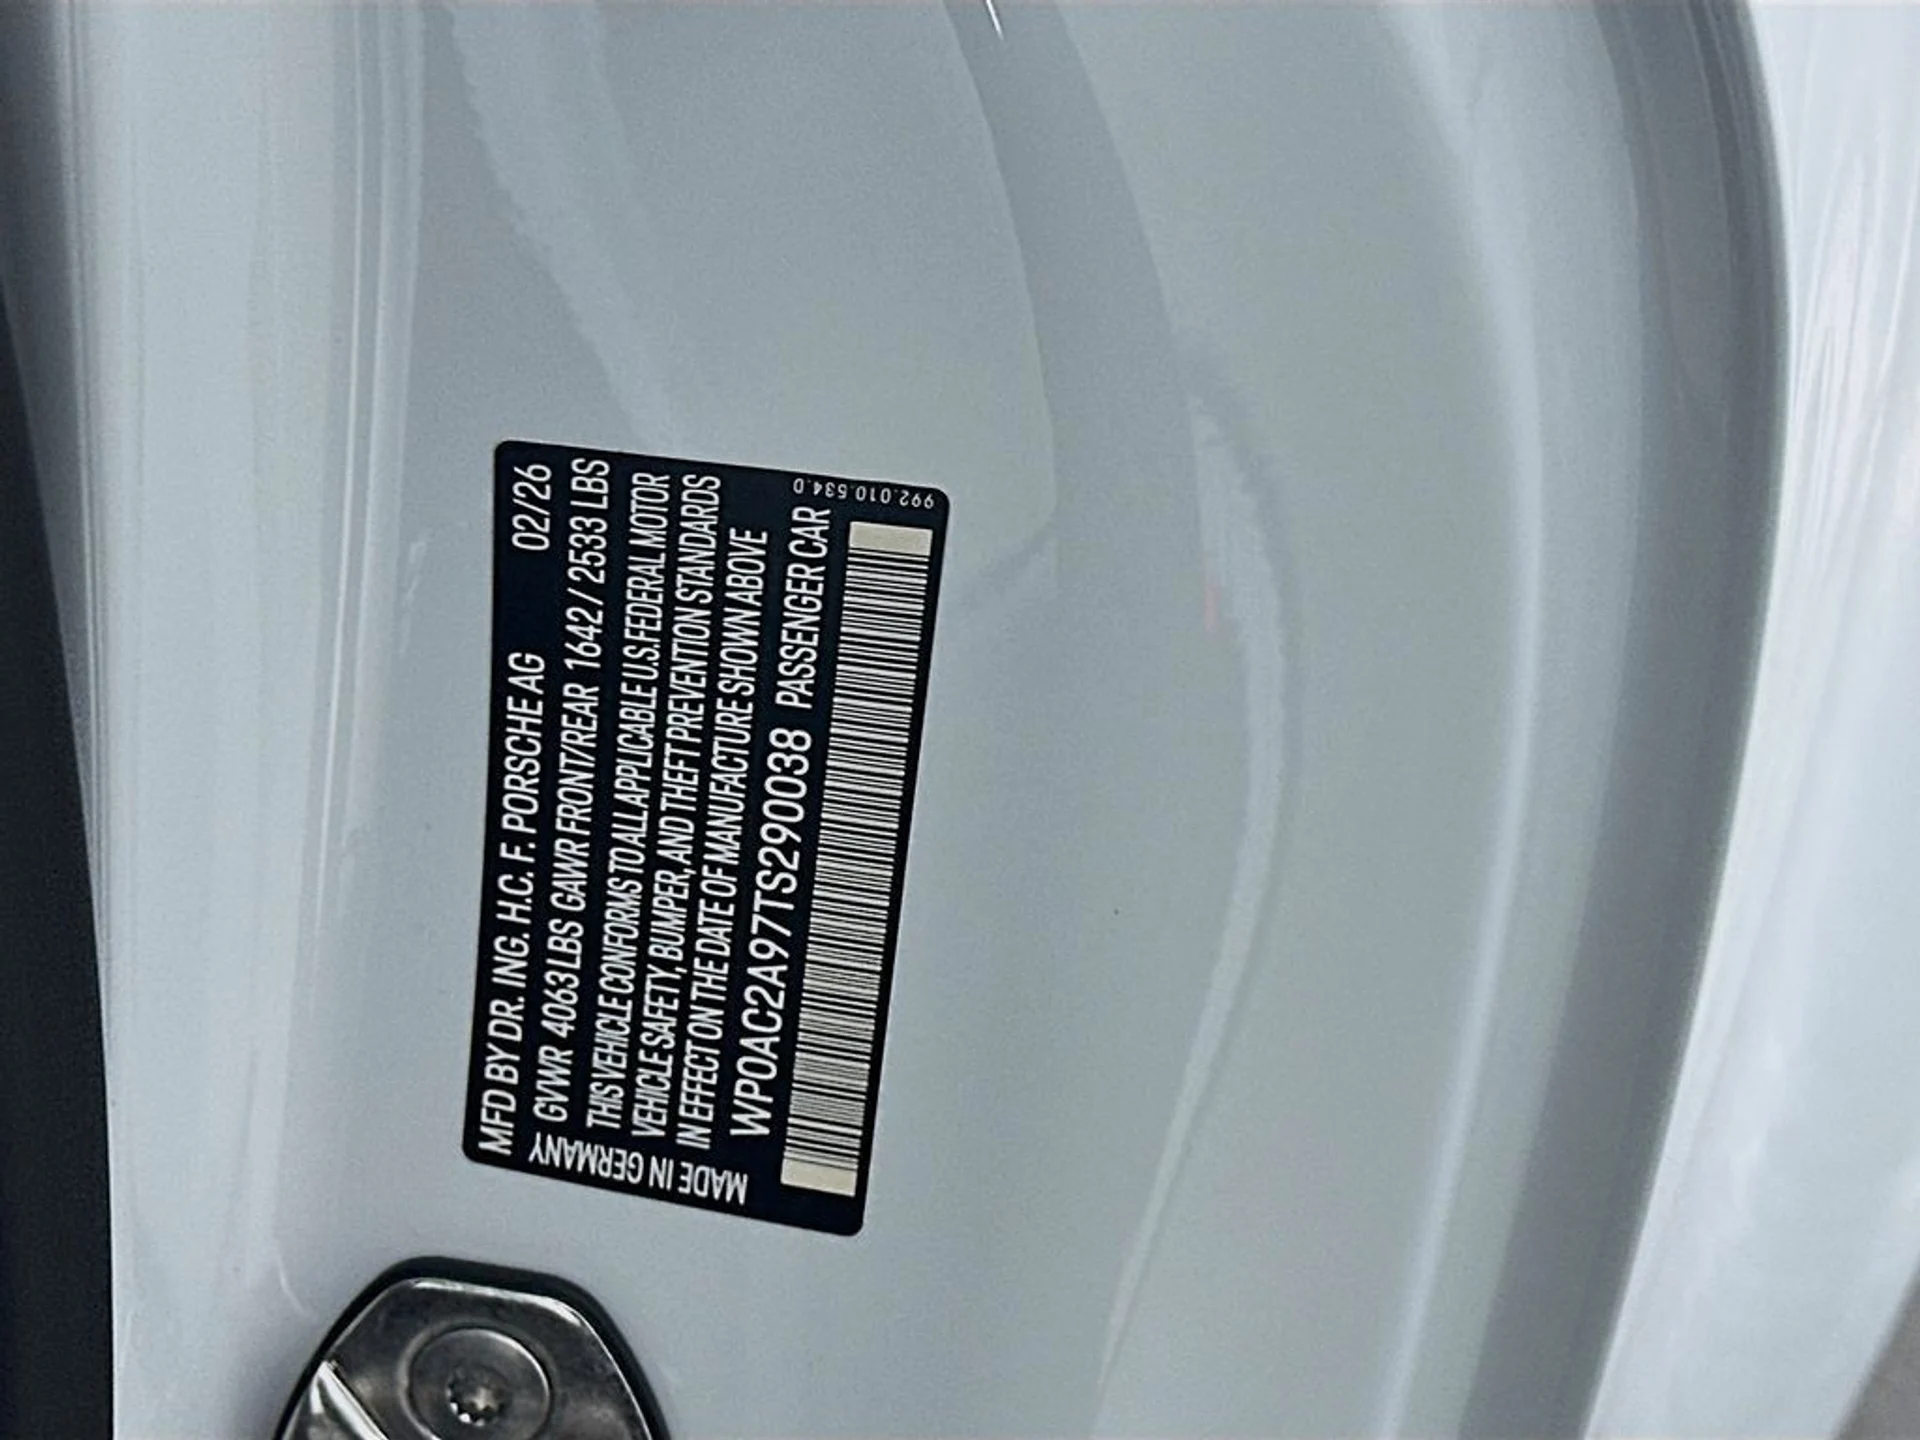 MFD BY DR. ING. H.C. F. PORSCHE AG 02/26
GVWR 4063 LBS GAWR FRONT/REAR 1642 / 2533 LBS
THIS VEHICLE CONFORMS TO ALL APPLICABLE U.S. FEDERAL MOTOR
VEHICLE SAFETY, BUMPER, AND THEFT PREVENTION STANDARDS
IN EFFECT ON THE DATE OF MANUFACTURE SHOWN ABOVE
WP0AC2A97TS290038 PASSENGER CAR
MADE IN GERMANY
992.010.534.D